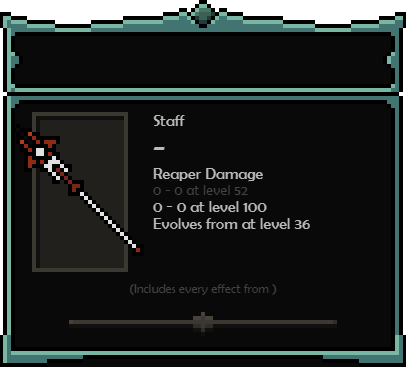 Staff
–
Reaper Damage
0 - 0 at level 52
0 - 0 at level 100
Evolves from at level 36
(Includes every effect from )